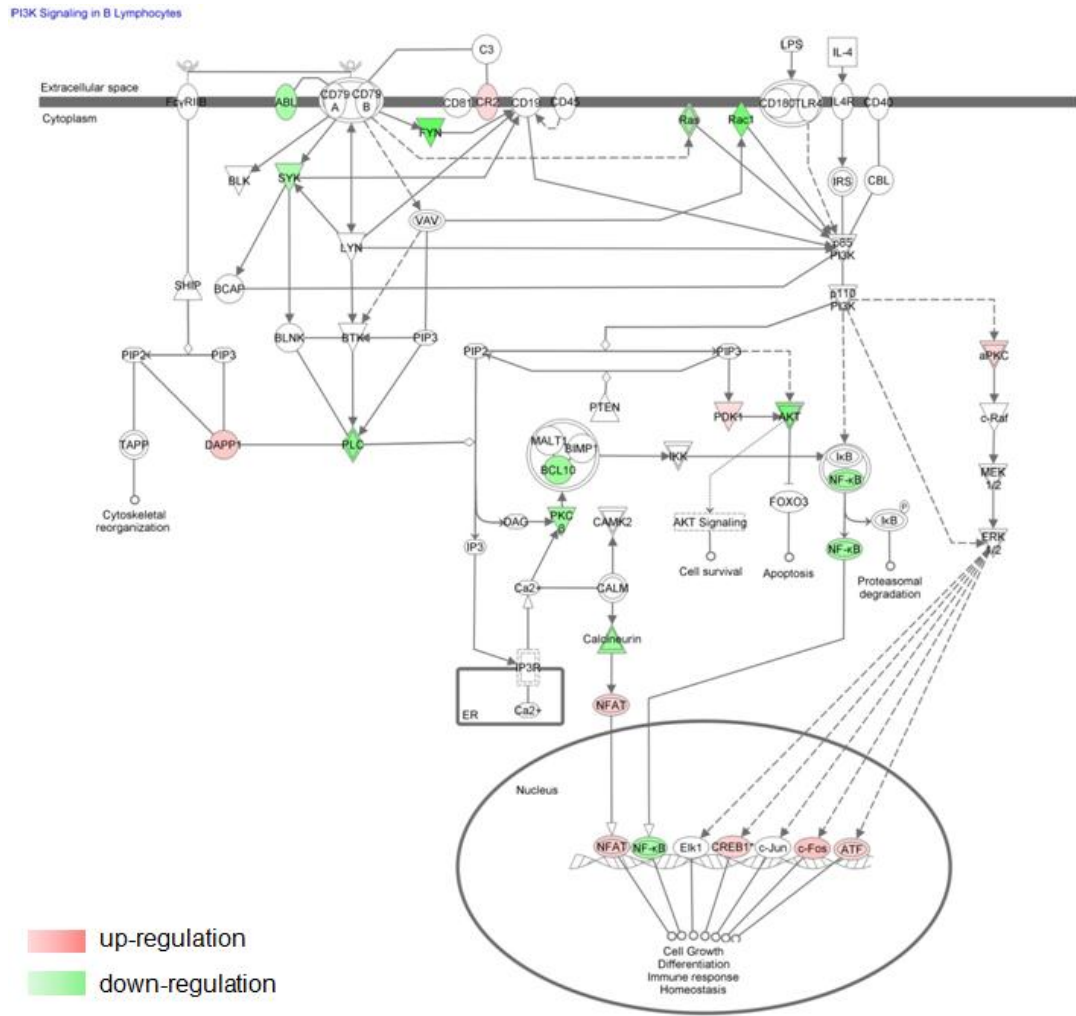 PI3K Signaling in B Lymphocytes
C3
LPS
IL-4
Extracellular space
FcγRIIB
ABL
CD79
A
CD79
B
CD81
CR2
CD19
CD45
CD180
TLR4
IL4R
CD40
Cytoplasm
FYN
Ras
Rac1
BLK
SYK
IRS
CBL
VAV
LYN
p85
PI3K
SHIP
BCAP
p110
PI3K
BLNK
BTK
PIP3
PIP2
PIP3
PIP2
PIP3
aPKC
PTEN
PDK1
AKT
c-Raf
TAPP
DAPP1
PLC
MALT1
BIMP1
BCL10
IKK
IκB
NF-κB
MEK
1/2
Cytoskeletal
reorganization
DAG
PKC
β
CAMK2
AKT Signaling
FOXO3
IκB
P
ERK
1/2
IP3
NF-κB
Cell survival
Apoptosis
Proteasomal
degradation
Ca2+
CALM
Calcineurin
IP3R
ER
Ca2+
NFAT
Nucleus
NFAT
NF-κB
Elk1
CREB1*
c-Jun
c-Fos
ATF
Cell Growth
Differentiation
Immune response
Homeostasis
up-regulation
down-regulation